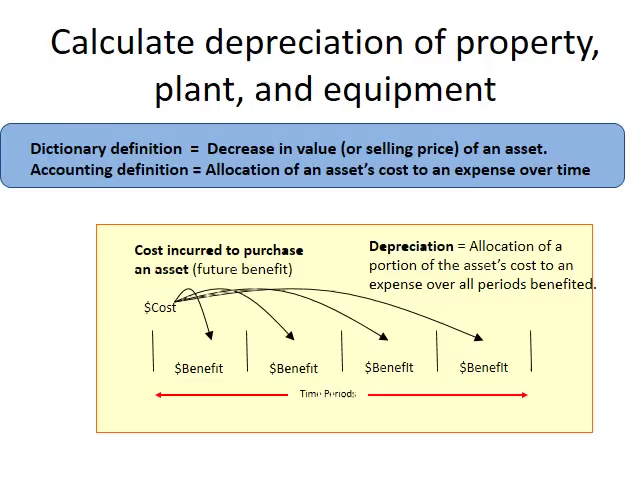 Calculate depreciation of property,
plant, and equipment
Dictionary definition = Decrease in value (or selling price) of an asset.
Accounting definition = Allocation of an asset's cost to an expense over time
Cost incurred to purchase
an asset (future benefit)
Depreciation = Allocation of a
portion of the asset's cost to an
expense over all periods benefited.
$Cost
$Benefit $Benefit $Benefit $Benefit
Time Periods